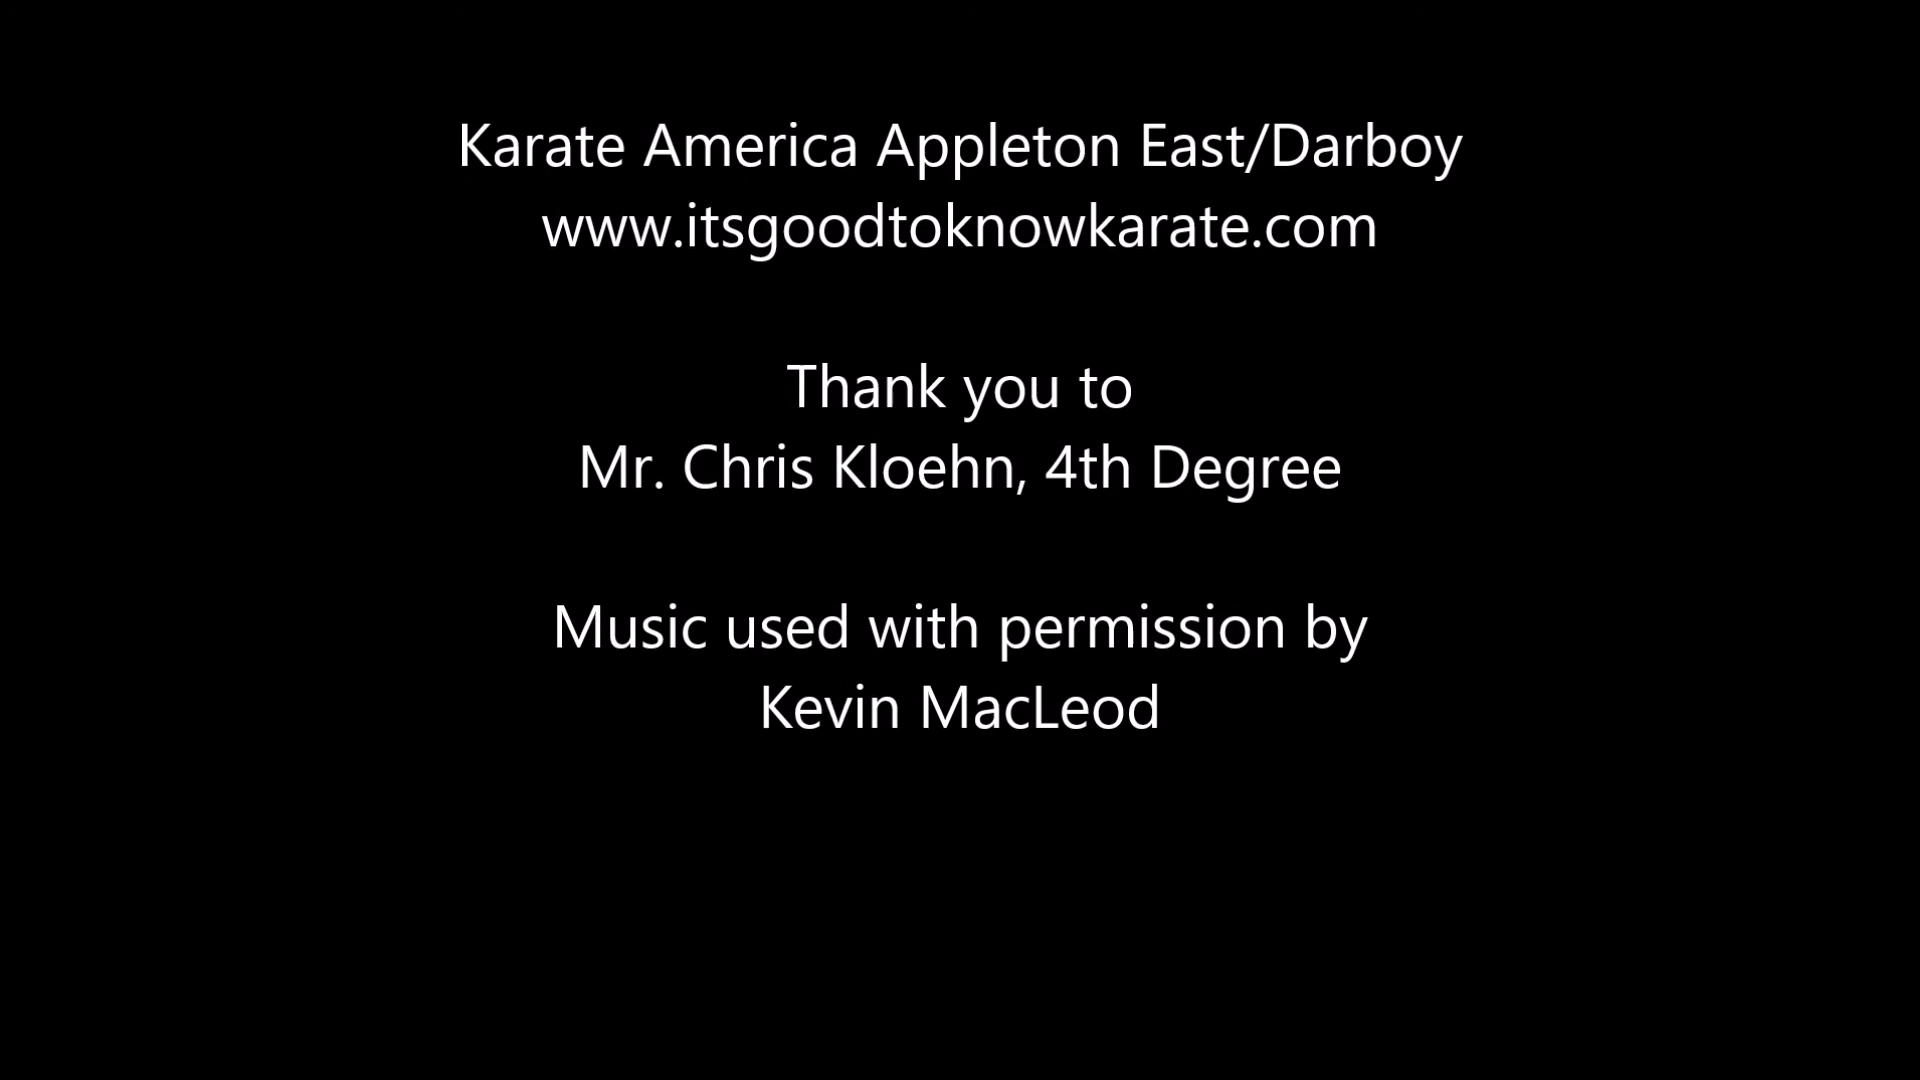 Karate America Appleton East/Darboy
www.itsgoodtoknowkarate.com
Thank you to
Mr. Chris Kloehn, 4th Degree
Music used with permission by
Kevin MacLeod